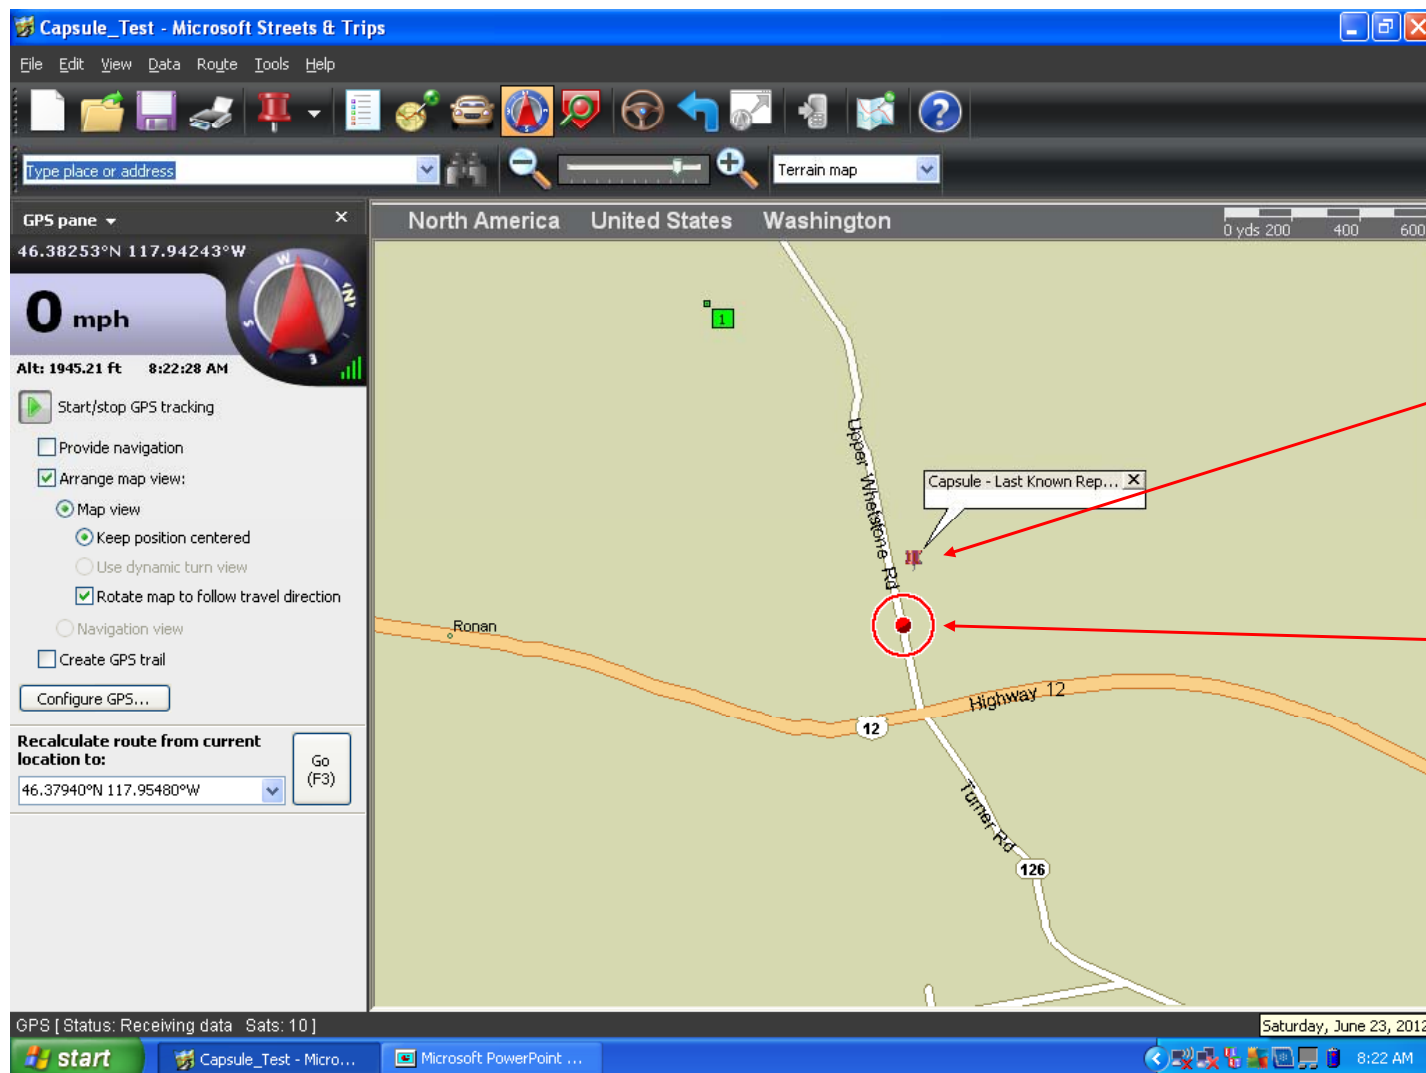 Capsule_Test - Microsoft Streets & Trips
File Edit View Data Route Tools Help
Type place or address
Terrain map
GPS pane
North America United States Washington
0 yds 200 400 600
46.38253°N 117.94243°W
W N S E
0 mph
Alt: 1945.21 ft 8:22:28 AM
Start/stop GPS tracking
Provide navigation
Arrange map view:
Map view
Keep position centered
Use dynamic turn view
Rotate map to follow travel direction
Navigation view
Create GPS trail
Configure GPS...
Recalculate route from current
location to:
46.37940°N 117.95480°W
Go
(F3)
1
Upper Whetstone Rd
Capsule - Last Known Rep...
Ronan
Highway 12
12
Turner Rd
126
GPS [ Status: Receiving data Sats: 10 ]
Saturday, June 23, 2012
start
Capsule_Test - Micro...
Microsoft PowerPoint ...
8:22 AM